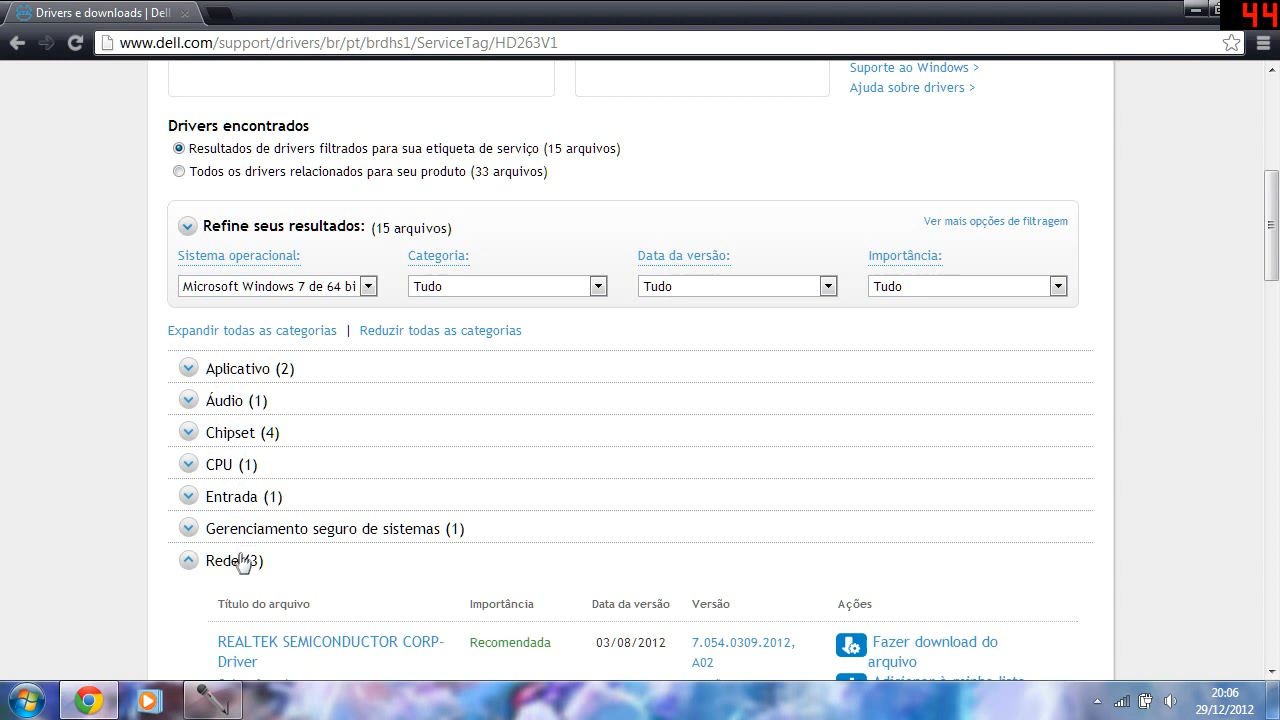 Drivers e downloads | Dell
44
www.dell.com/support/drivers/br/pt/brdhs1/ServiceTag/HD263V1
Suporte ao Windows >
Ajuda sobre drivers >
Drivers encontrados
Resultados de drivers filtrados para sua etiqueta de serviço (15 arquivos)
Todos os drivers relacionados para seu produto (33 arquivos)
Refine seus resultados: (15 arquivos)
Ver mais opções de filtragem
Sistema operacional: Categoria: Data da versão: Importância:
Microsoft Windows 7 de 64 bi Tudo Tudo Tudo
Expandir todas as categorias | Reduzir todas as categorias
Aplicativo (2)
Áudio (1)
Chipset (4)
CPU (1)
Entrada (1)
Gerenciamento seguro de sistemas (1)
Rede (3)
Título do arquivo Importância Data da versão Versão Ações
REALTEK SEMICONDUCTOR CORP- Recomendada 03/08/2012 7.054.0309.2012, Fazer download do
Driver A02 arquivo
Adicionar à minha lista
20:06
29/12/2012